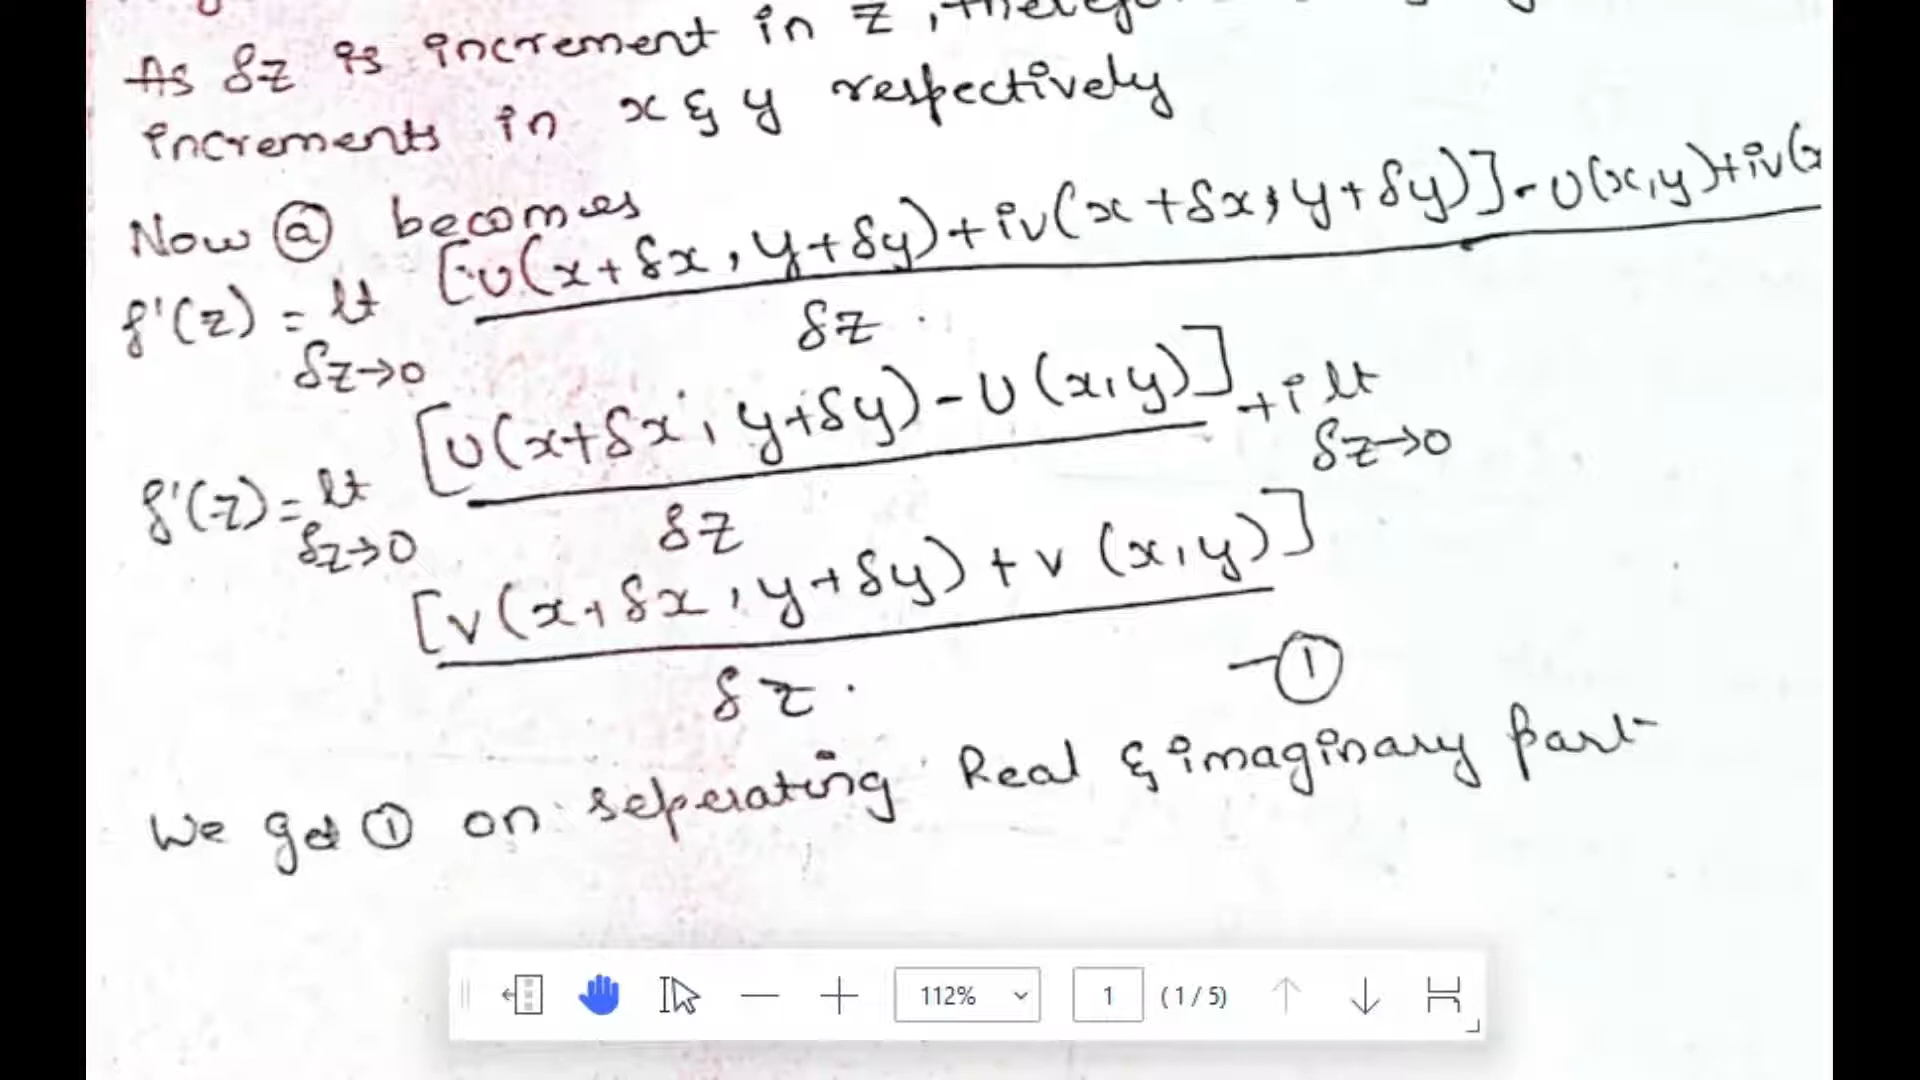 As δz is increment in z,
increments in x & y respectively
Now ⓐ becomes
f'(z) = lt δz→0 [u(x+δx, y+δy)+iv(x+δx, y+δy)]-u(x,y)+iv(x
δz
f'(z) = lt δz→0 [u(x+δx, y+δy)-u(x,y)] +i lt δz→0
δz
[v(x+δx, y+δy)+v(x,y)]
δz. -①
We get ① on seperating Real & imaginary part
112% 1 (1/5)